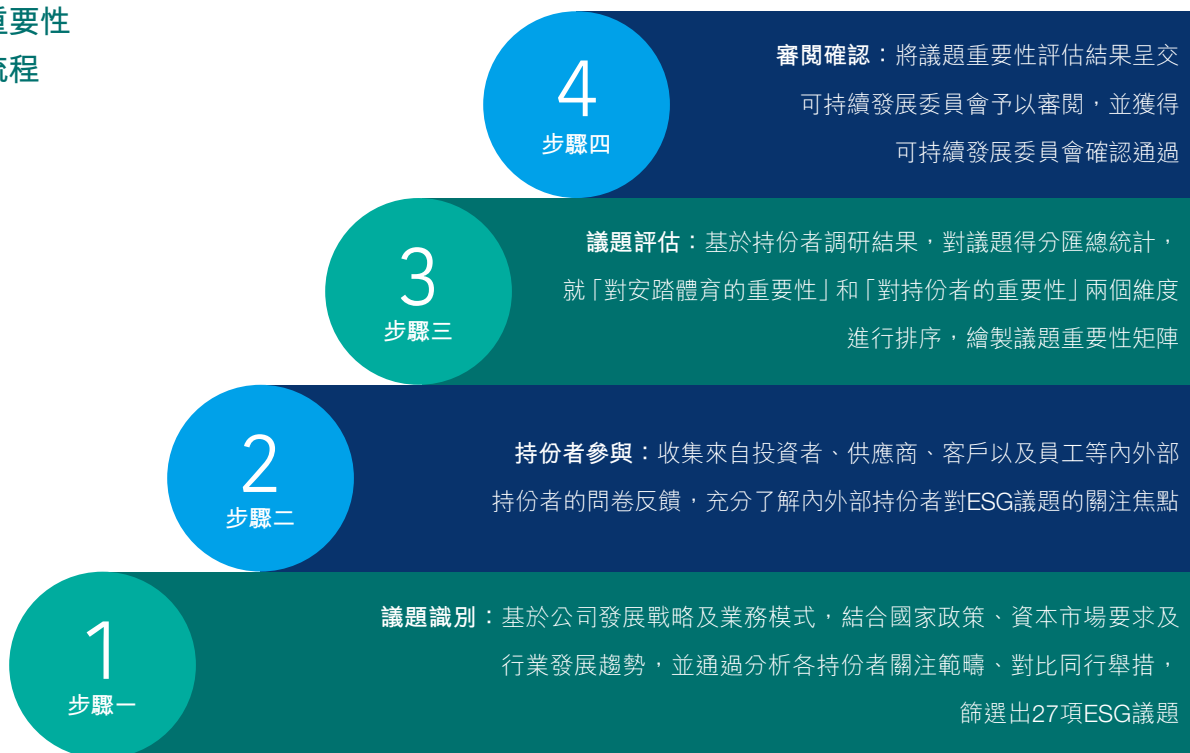 重要性
流程
4
步驟四
審閱確認：將議題重要性評估結果呈交
可持續發展委員會予以審閱，並獲得
可持續發展委員會確認通過
3
步驟三
議題評估：基於持份者調研結果，對議題得分匯總統計，
就「對安踏體育的重要性」和「對持份者的重要性」兩個維度
進行排序，繪製議題重要性矩陣
2
步驟二
持份者參與：收集來自投資者、供應商、客戶以及員工等內外部
持份者的問卷反饋，充分了解內外部持份者對ESG議題的關注焦點
1
步驟一
議題識別：基於公司發展戰略及業務模式，結合國家政策、資本市場要求及
行業發展趨勢，並通過分析各持份者關注範疇、對比同行舉措，
篩選出27項ESG議題